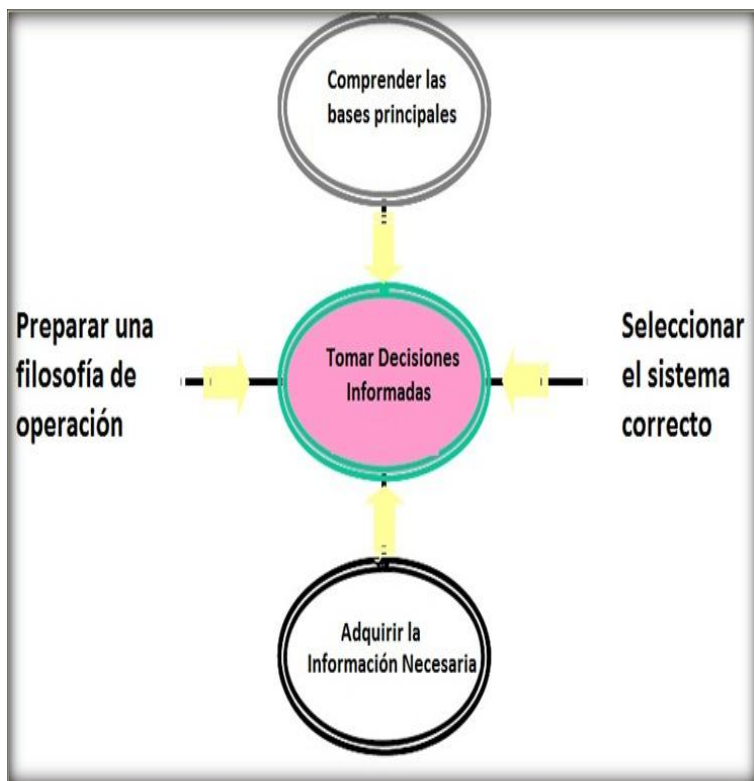 Comprender las
bases principales
Preparar una
filosofía de
operación
Tomar Decisiones
Informadas
Seleccionar
el sistema
correcto
Adquirir la
Información Necesaria